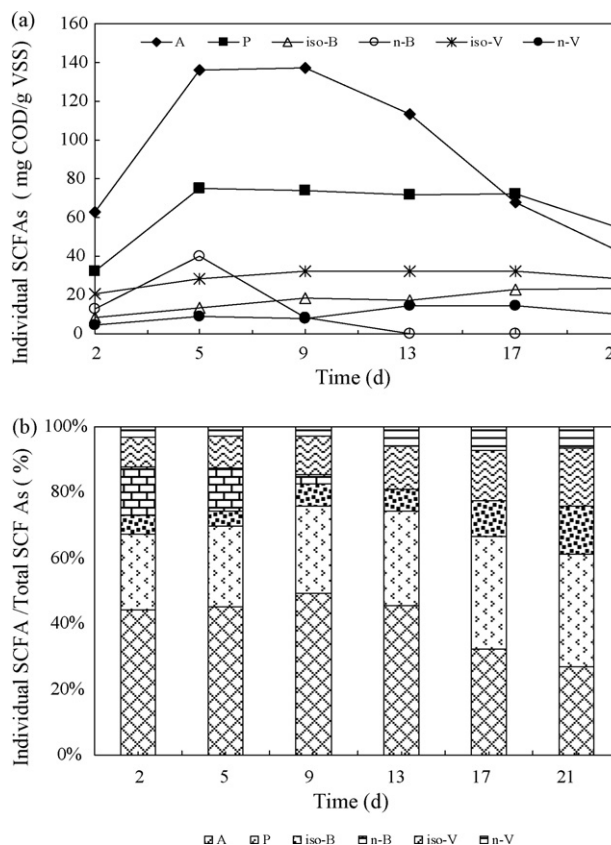 (a)
160
140
120
100
80
60
40
20
0
Individual SCFAs ( mg COD/g VSS)
A P iso-B n-B iso-V n-V
2 5 9 13 17 2
Time (d)
(b)
100%
80%
60%
40%
20%
0%
Individual SCFA /Total SCF As ( %)
2 5 9 13 17 21
Time (d)
A P iso-B n-B iso-V n-V